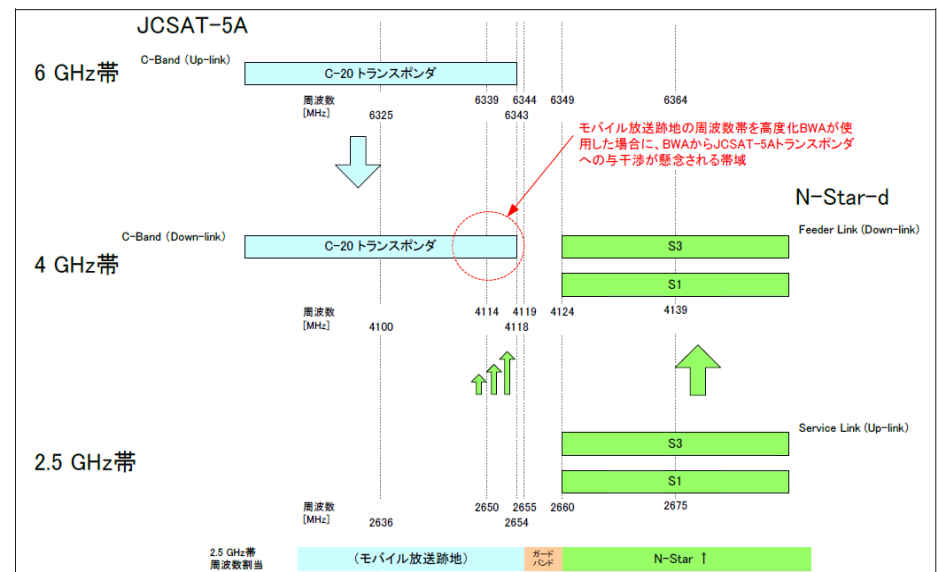 JCSAT-5A
6 GHz帯
C-Band (Up-link)
C-20 トランスポンダ
周波数
[MHz]
6325
6339
6343
6344
6349
6364
モバイル放送跡地の周波数帯を高度化BWAが使
用した場合に、BWAからJCSAT-5Aトランスポンダ
への与干渉が懸念される帯域
N-Star-d
C-Band (Down-link)
Feeder Link (Down-link)
4 GHz帯
C-20 トランスポンダ
S3
S1
周波数
[MHz]
4100
4114
4118
4119
4124
4139
Service Link (Up-link)
2.5 GHz帯
S3
S1
周波数
[MHz]
2636
2650
2654
2655
2660
2675
2.5 GHz帯
周波数割当
(モバイル放送跡地)
ガード
バンド
N-Star ↑